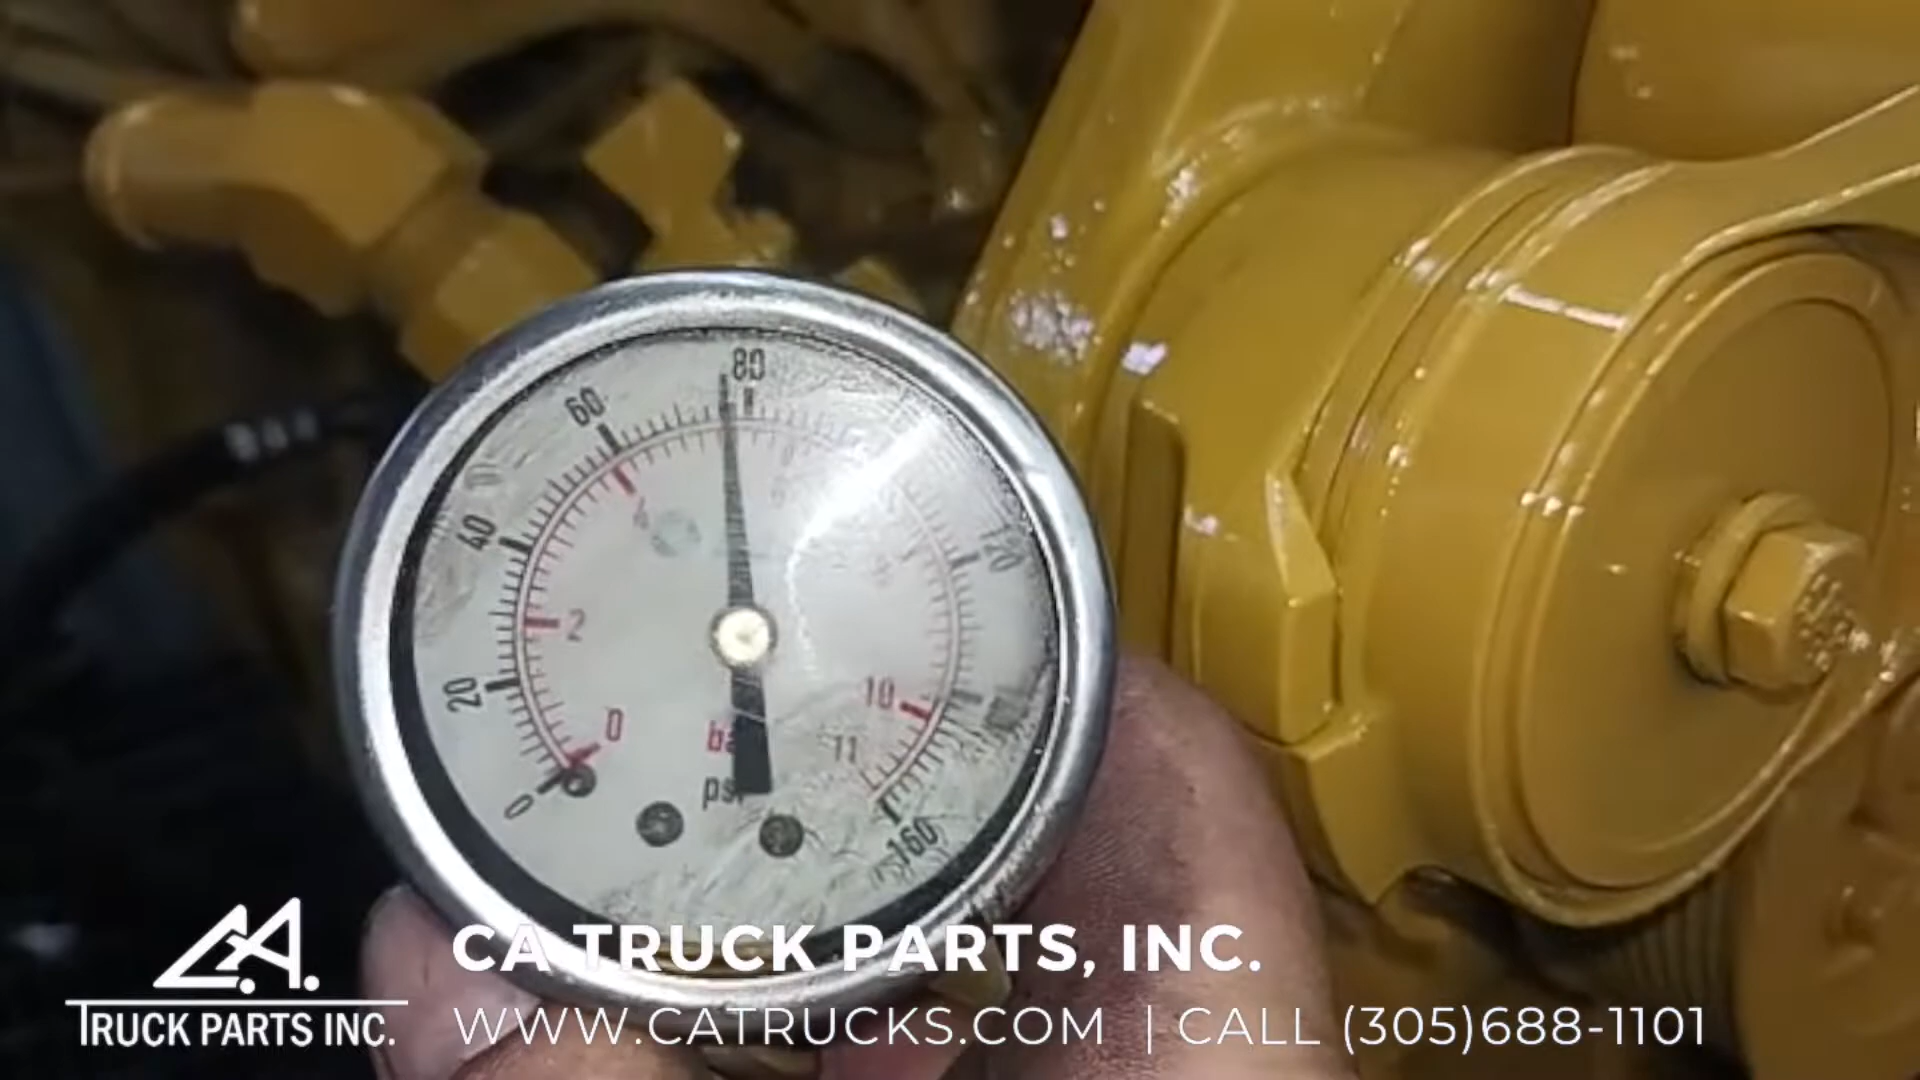 80
60
40
120
2
20
10
0
11
psi
0
160
C.A.
TRUCK PARTS INC.
CA TRUCK PARTS, INC.
WWW.CATRUCKS.COM | CALL (305)688-1101